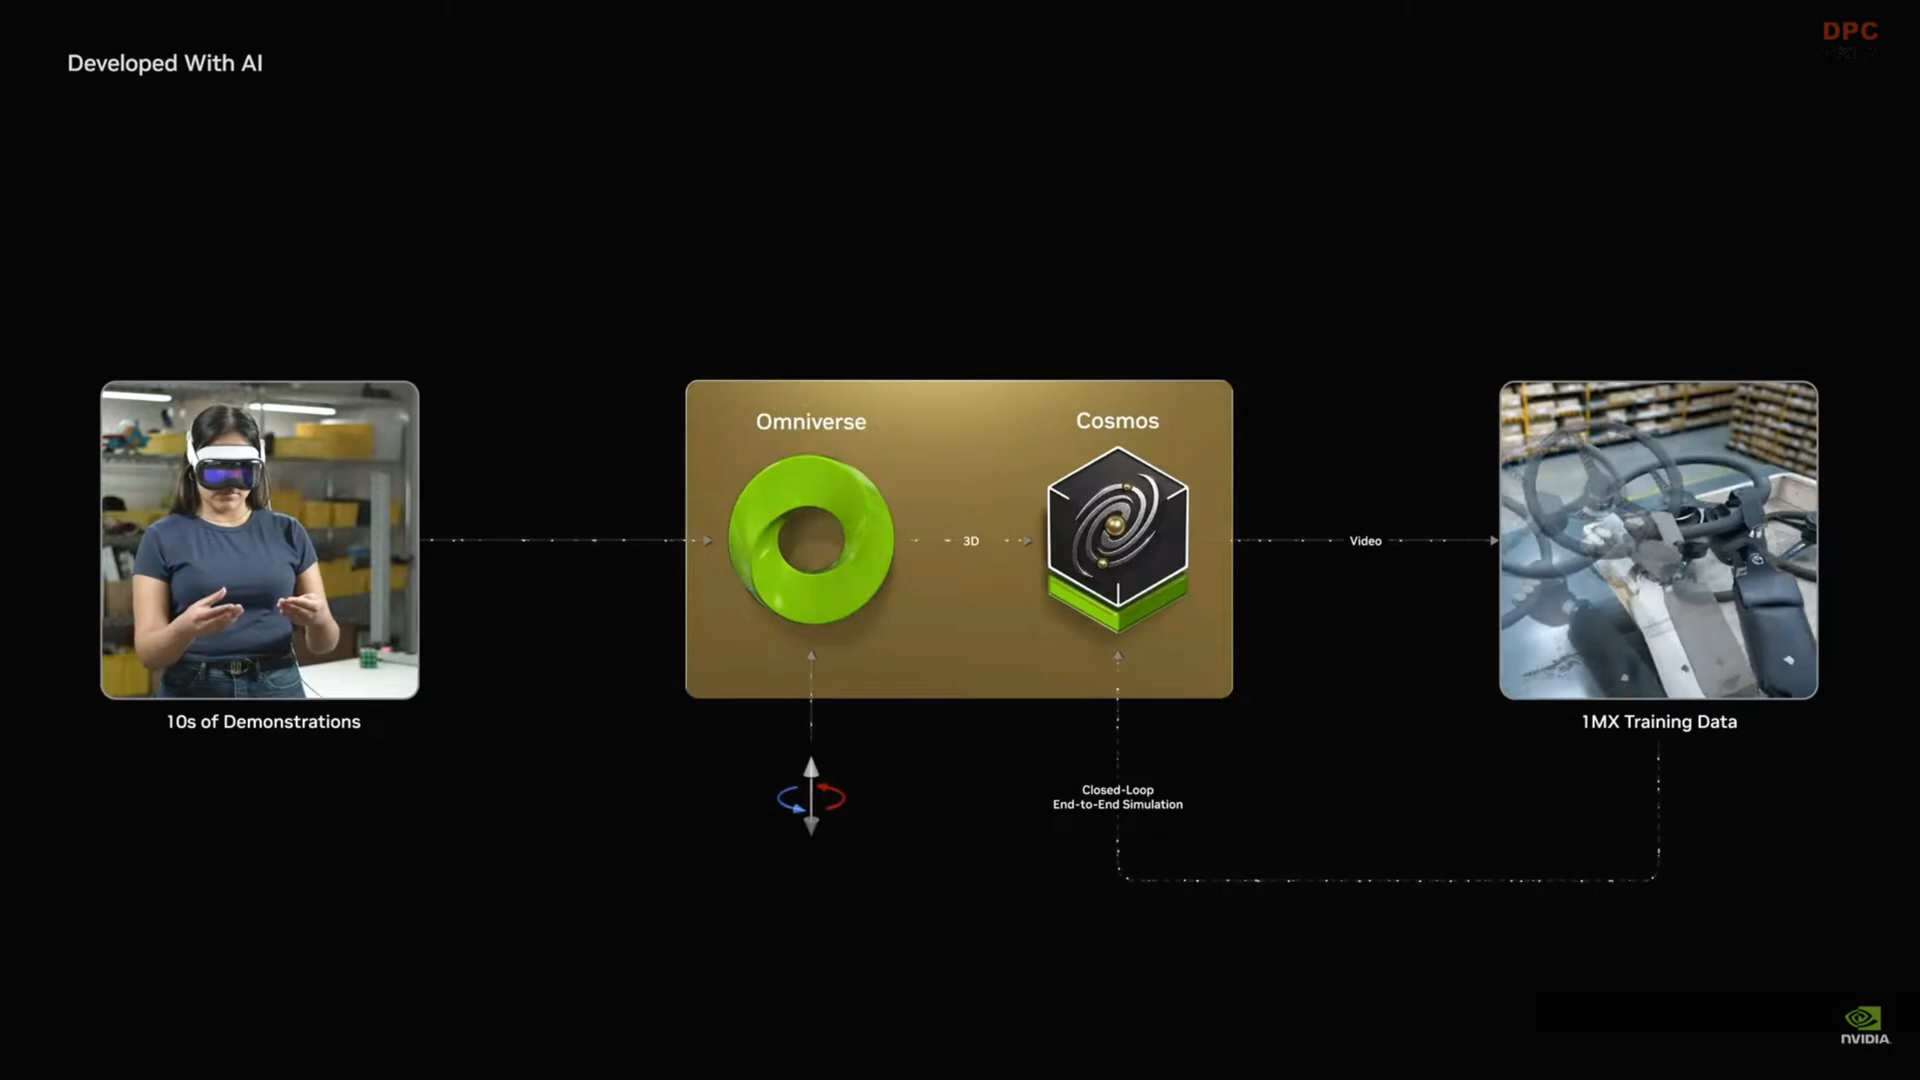 Developed With AI
DPC
Omniverse
Cosmos
3D
Video
10s of Demonstrations
1MX Training Data
Closed-Loop
End-to-End Simulation
NVIDIA